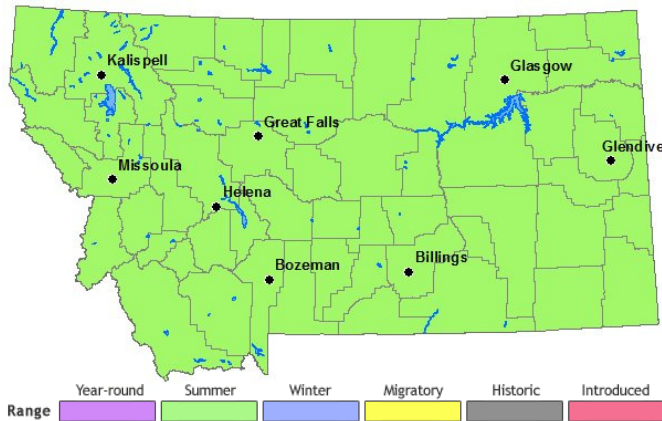 Kalispell
Glasgow
Great Falls
Glendive
Missoula
Helena
Bozeman
Billings
Year-round Summer Winter Migratory Historic Introduced
Range